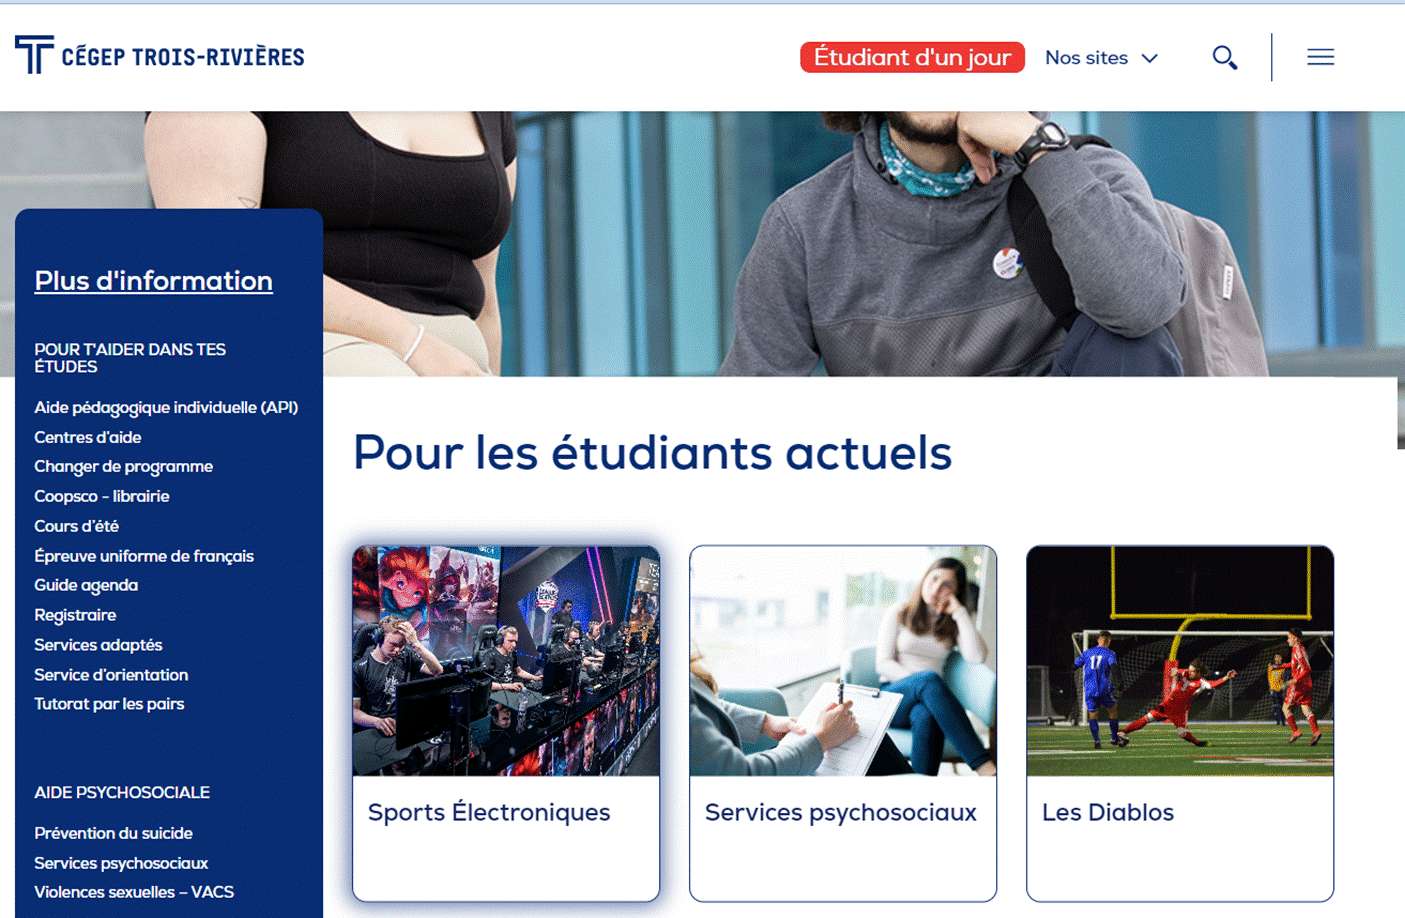 CÉGEP TROIS-RIVIÈRES
Étudiant d'un jour
Nos sites
Plus d'information
POUR T'AIDER DANS TES
ÉTUDES
Aide pédagogique individuelle (API)
Centres d'aide
Changer de programme
Coopsco - librairie
Cours d'été
Épreuve uniforme de français
Guide agenda
Registraire
Services adaptés
Service d'orientation
Tutorat par les pairs
AIDE PSYCHOSOCIALE
Prévention du suicide
Services psychosociaux
Violences sexuelles – VACS
Pour les étudiants actuels
17
Sports Électroniques
Services psychosociaux
Les Diablos